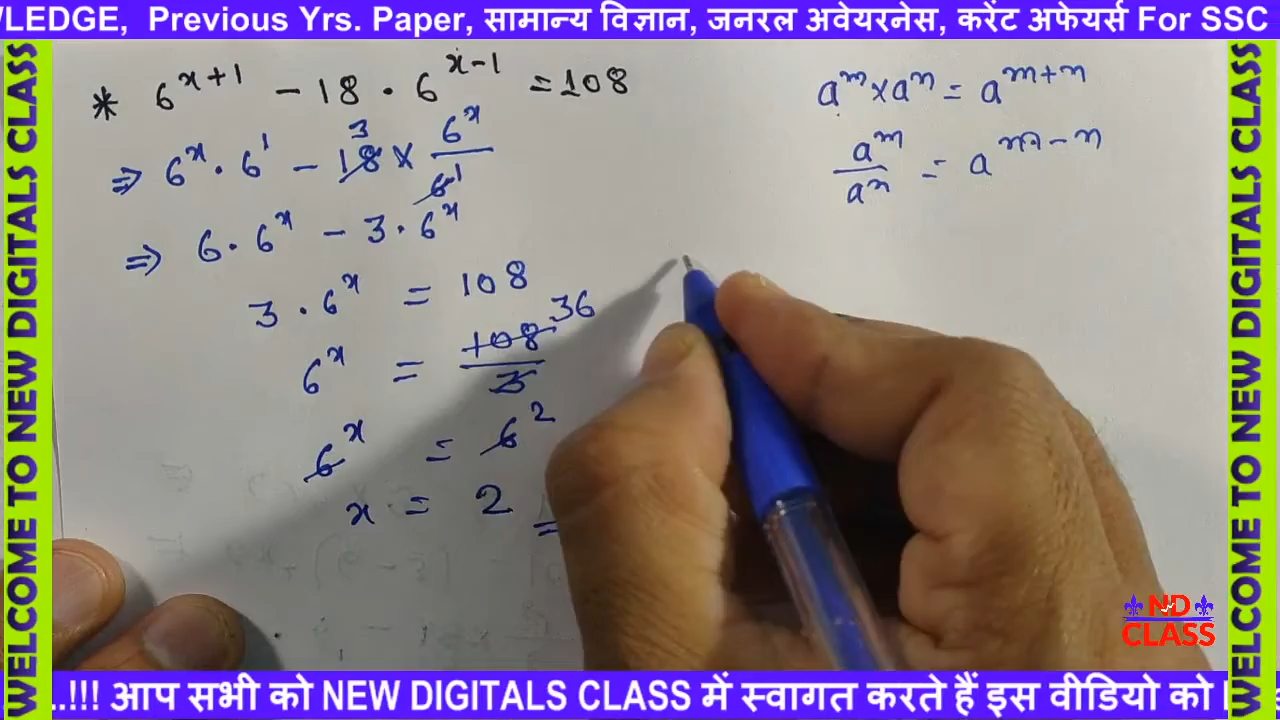 LEDGE, Previous Yrs. Paper, सामान्य विज्ञान, जनरल अवेयरनेस, करेंट अफेयर्स For SSC
WELCOME TO NEW DIGITALS CLASS
* 6^{x+1} - 18 · 6^{x-1} = 108
⇒ 6^x · 6^1 - 18 3 × 6^x / 6^1
⇒ 6 · 6^x - 3 · 6^x
3 · 6^x = 108
6^x = 108 / 3 36
6^x = 6^2
x = 2
a^m × a^n = a^{m+n}
a^m / a^n = a^{m-n}
ND
CLASS
WELCOME TO NEW DIGITALS CLASS
..!!! आप सभी को NEW DIGITALS CLASS में स्वागत करते हैं इस वीडियो को